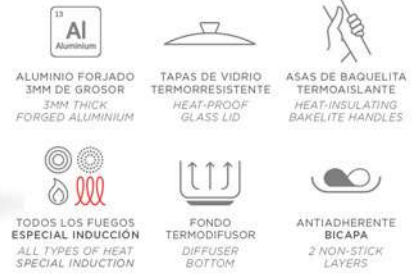 13
Al
Aluminium
ALUMINIO FORJADO
3MM DE GROSOR
3MM THICK
FORGED ALUMINIUM
TAPAS DE VIDRIO
TERMORRESISTENTE
HEAT-PROOF
GLASS LID
ASAS DE BAQUELITA
TERMOAISLANTE
HEAT-INSULATING
BAKELITE HANDLES
TODOS LOS FUEGOS
ESPECIAL INDUCCIÓN
ALL TYPES OF HEAT
SPECIAL INDUCTION
FONDO
TERMODIFUSOR
DIFFUSER
BOTTOM
ANTIADHERENTE
BICAPA
2 NON-STICK
LAYERS